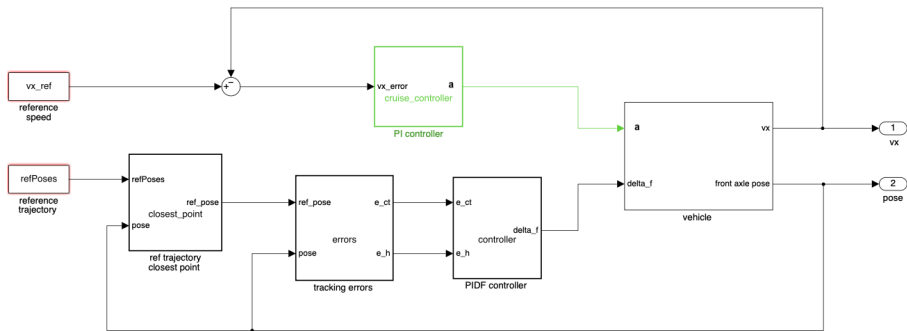 vx_ref
reference
speed
+
−
vx_error
a
cruise_controller
PI controller
a
vx
delta_f
front axle pose
vehicle
1
vx
2
pose
refPoses
reference
trajectory
refPoses
ref_pose
closest_point
pose
ref trajectory
closest point
ref_pose
e_ct
errors
pose
e_h
tracking errors
e_ct
delta_f
controller
e_h
PIDF controller